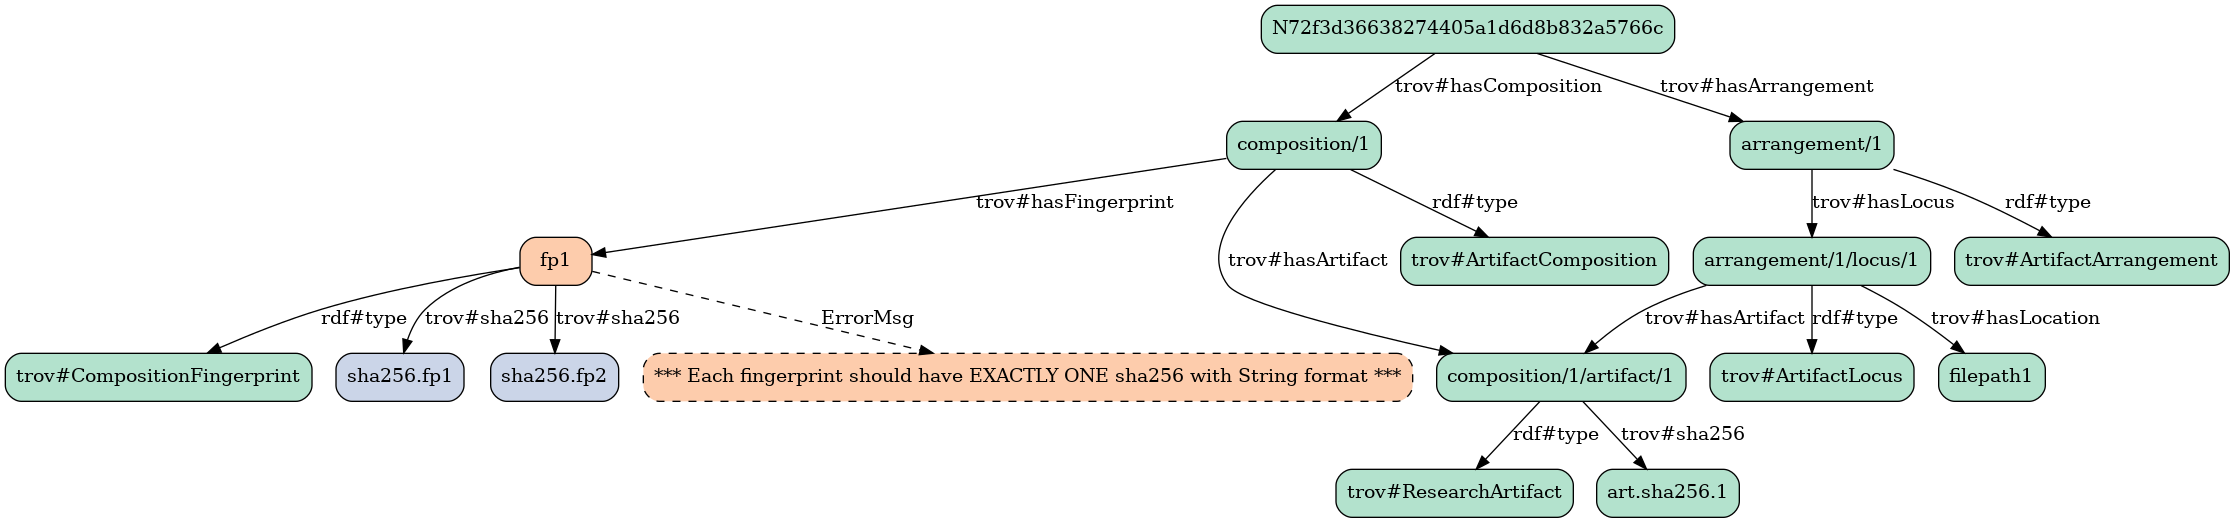 N72f3d36638274405a1d6d8b832a5766c
trov#hasComposition
trov#hasArrangement
composition/1
arrangement/1
trov#hasFingerprint
rdf#type
trov#hasLocus
rdf#type
fp1
trov#hasArtifact
trov#ArtifactComposition
arrangement/1/locus/1
trov#ArtifactArrangement
rdf#type
trov#sha256
trov#sha256
ErrorMsg
trov#hasArtifact
rdf#type
trov#hasLocation
trov#CompositionFingerprint
sha256.fp1
sha256.fp2
*** Each fingerprint should have EXACTLY ONE sha256 with String format ***
composition/1/artifact/1
trov#ArtifactLocus
filepath1
rdf#type
trov#sha256
trov#ResearchArtifact
art.sha256.1